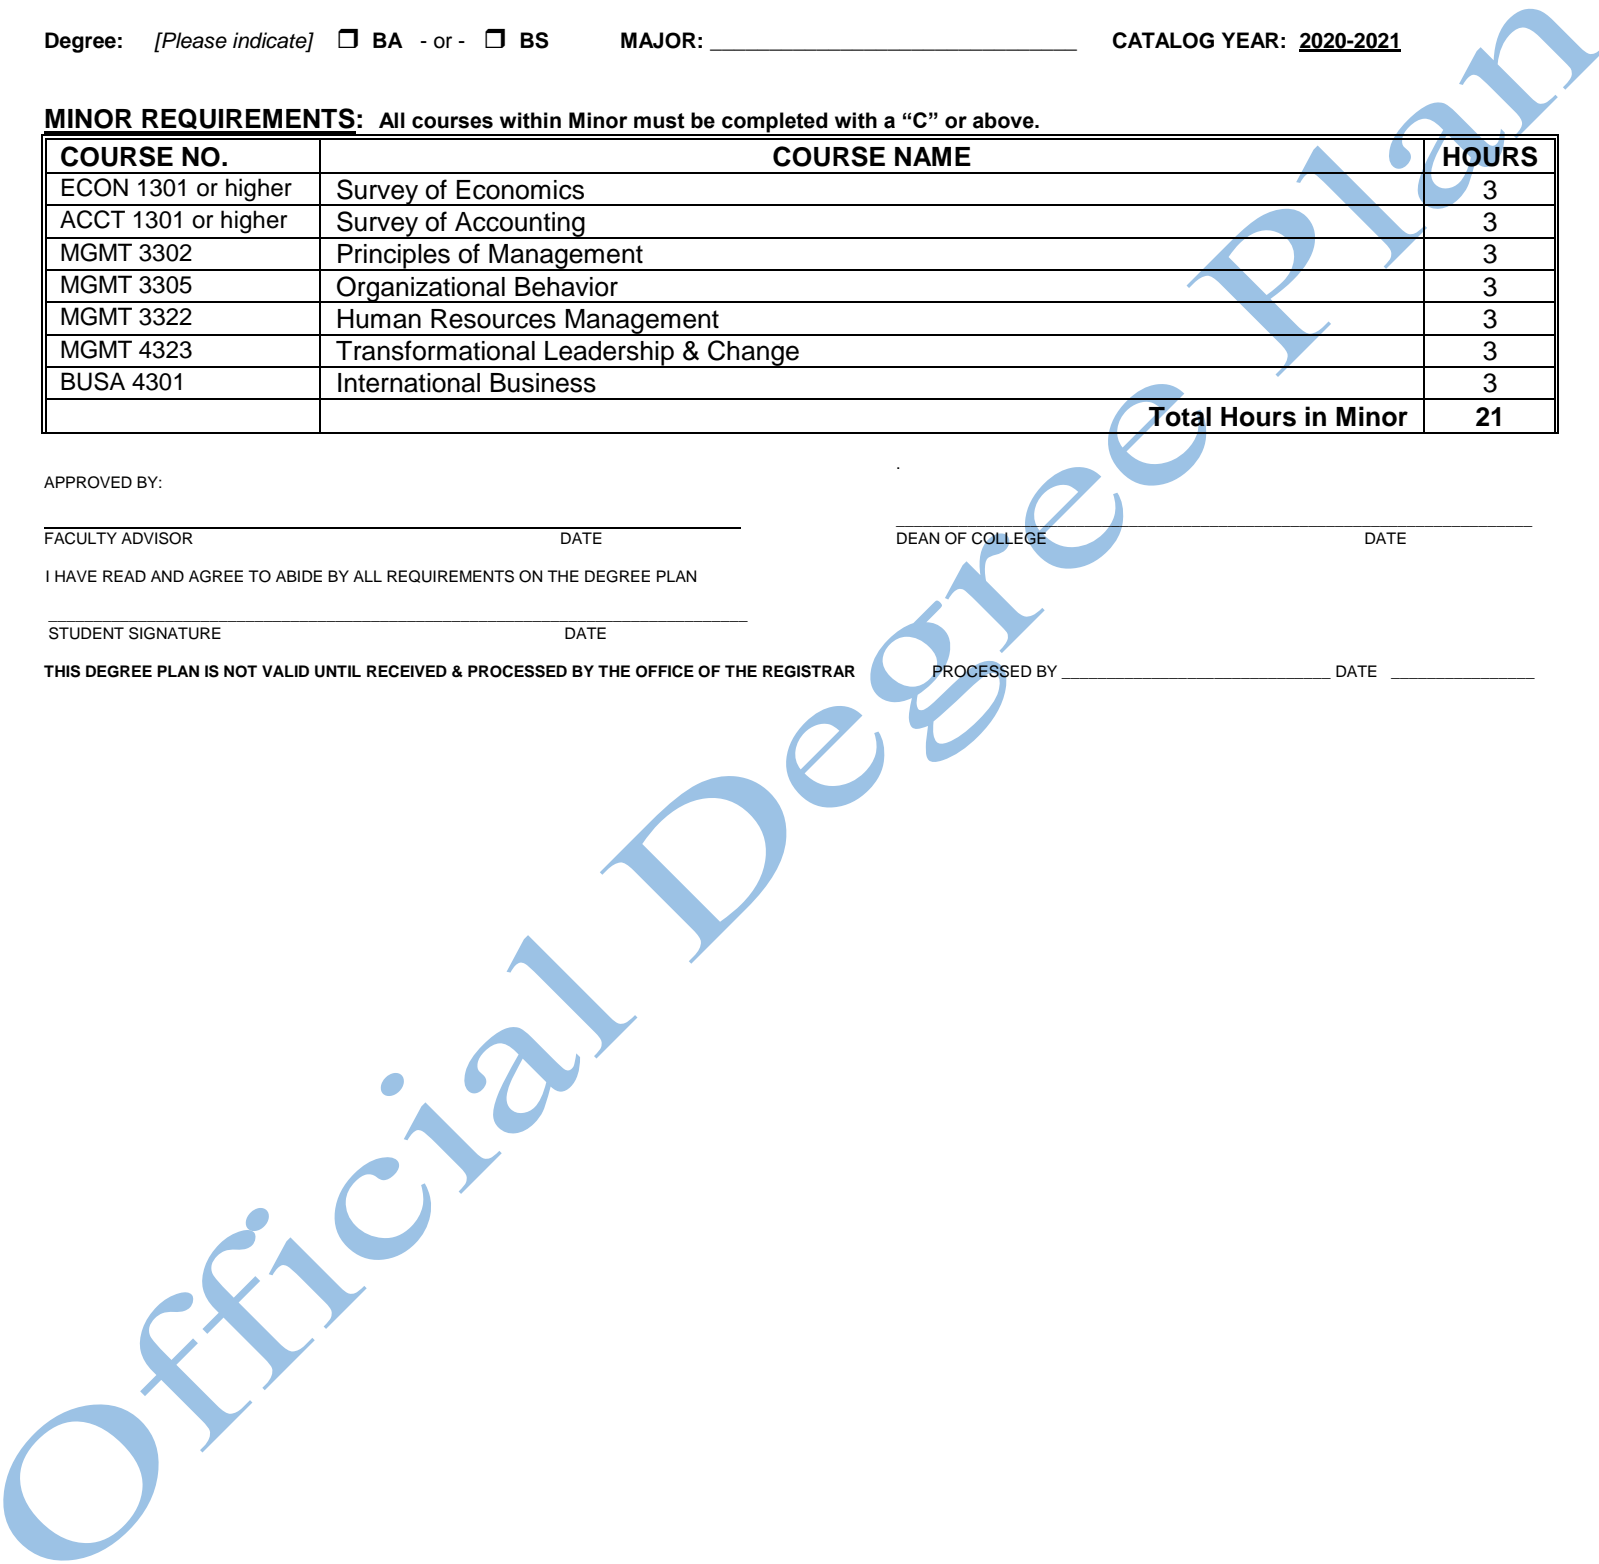 Degree: [Please indicate] ❒ BA - or - ❒ BS MAJOR: ______________________________ CATALOG YEAR: 2020-2021
MINOR REQUIREMENTS: All courses within Minor must be completed with a “C” or above.
COURSE NO. COURSE NAME HOURS
ECON 1301 or higher Survey of Economics 3
ACCT 1301 or higher Survey of Accounting 3
MGMT 3302 Principles of Management 3
MGMT 3305 Organizational Behavior 3
MGMT 3322 Human Resources Management 3
MGMT 4323 Transformational Leadership & Change 3
BUSA 4301 International Business 3
Total Hours in Minor 21
.
APPROVED BY:
FACULTY ADVISOR DATE DEAN OF COLLEGE DATE
I HAVE READ AND AGREE TO ABIDE BY ALL REQUIREMENTS ON THE DEGREE PLAN
STUDENT SIGNATURE DATE
THIS DEGREE PLAN IS NOT VALID UNTIL RECEIVED & PROCESSED BY THE OFFICE OF THE REGISTRAR PROCESSED BY ______________________________ DATE ________________
Official Degree Plan